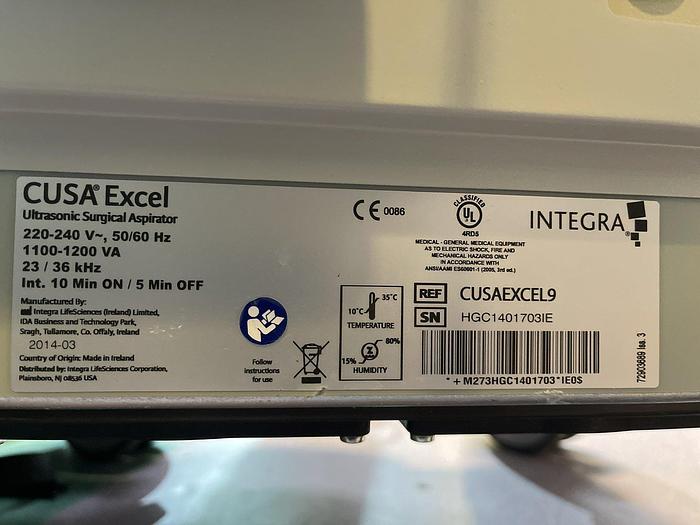 CUSA® Excel
Ultrasonic Surgical Aspirator
220-240 V~, 50/60 Hz
1100-1200 VA
23 / 36 kHz
Int. 10 Min ON / 5 Min OFF
Manufactured By:
Integra LifeSciences (Ireland) Limited,
IDA Business and Technology Park,
Sragh, Tullamore, Co. Offaly, Ireland
2014-03
Country of Origin: Made in Ireland
Distributed by: Integra LifeSciences Corporation,
Plainsboro, NJ 08536 USA
Follow
instructions
for use
CE 0086
CLASSIFIED
UL
4RD5
MEDICAL - GENERAL MEDICAL EQUIPMENT
AS TO ELECTRIC SHOCK, FIRE AND
MECHANICAL HAZARDS ONLY
IN ACCORDANCE WITH
ANSI/AAMI ES60601-1 (2005, 3rd ed.)
35°C
10°C
TEMPERATURE
80%
15%
HUMIDITY
INTEGRA®
REF CUSAEXCEL9
SN HGC1401703IE
*+M273HGC1401703*IE0$
72903689 Iss. 3